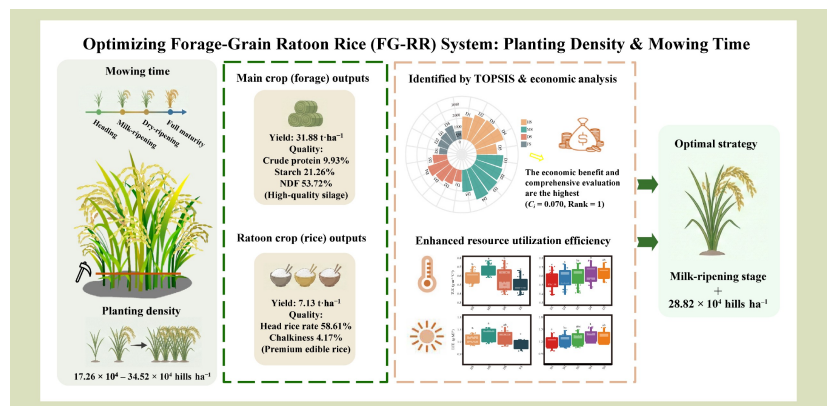 Optimizing Forage-Grain Ratoon Rice (FG-RR) System: Planting Density & Mowing Time
Mowing time
Heading
Milk-ripening
Dry-ripening
Full maturity
Planting density
17.26 × 10⁴ – 34.52 × 10⁴ hills ha⁻¹
Main crop (forage) outputs
Yield: 31.88 t·ha⁻¹
Quality:
Crude protein 9.93%
Starch 21.26%
NDF 53.72%
(High-quality silage)
Ratoon crop (rice) outputs
Yield: 7.13 t·ha⁻¹
Quality:
Head rice rate 58.61%
Chalkiness 4.17%
(Premium edible rice)
Identified by TOPSIS & economic analysis
The economic benefit and
comprehensive evaluation
are the highest
(Cᵢ = 0.070, Rank = 1)
Enhanced resource utilization efficiency
Optimal strategy
Milk-ripening stage
+
28.82 × 10⁴ hills ha⁻¹